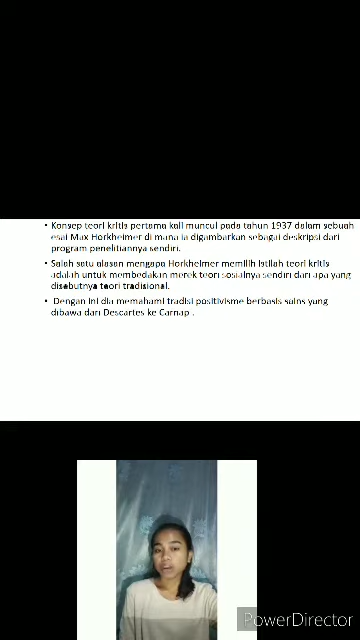 • Konsep teori kritis pertama kali muncul pada tahun 1937 dalam sebuah
esai Max Horkheimer di mana ia digambarkan sebagai deskripsi dari
program penelitiannya sendiri.
• Salah satu alasan mengapa Horkheimer memilih istilah teori kritis
adalah untuk membedakan merek teori sosialnya sendiri dari apa yang
disebutnya teori tradisional.
• Dengan ini dia memahami tradisi positivisme berbasis sains yang
dibawa dari Descartes ke Carnap .
PowerDirector